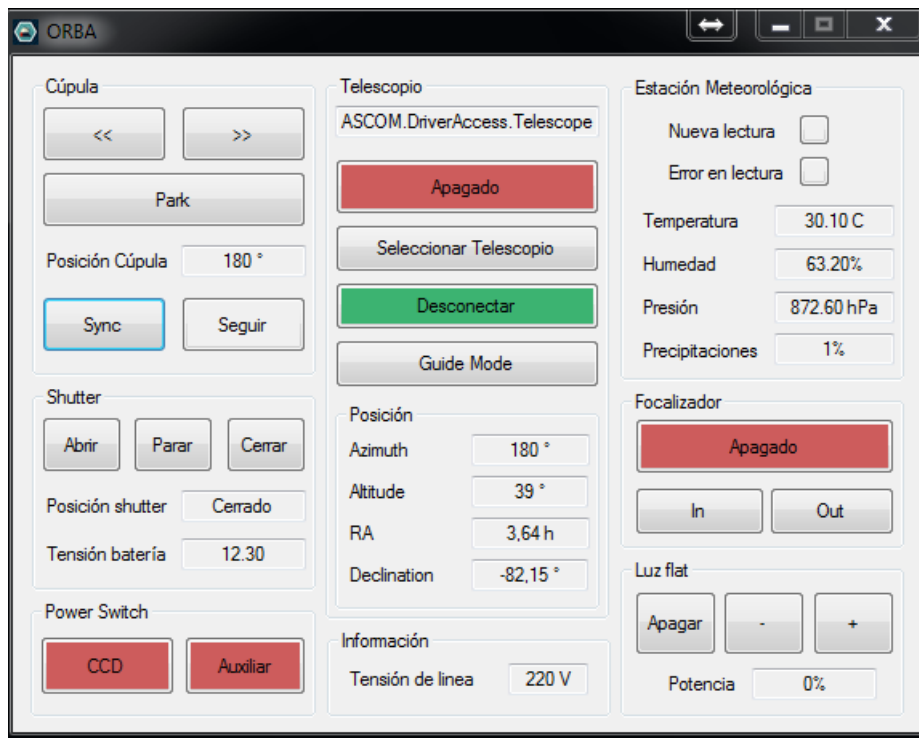 ORBA
Cúpula
<< >>
Park
Posición Cúpula 180 °
Sync Seguir
Shutter
Abrir Parar Cerrar
Posición shutter Cerrado
Tensión batería 12.30
Power Switch
CCD Auxiliar
Telescopio
ASCOM.DriverAccess.Telescope
Apagado
Seleccionar Telescopio
Desconectar
Guide Mode
Posición
Azimuth 180 °
Altitude 39 °
RA 3,64 h
Declination -82,15 °
Información
Tensión de linea 220 V
Estación Meteorológica
Nueva lectura
Error en lectura
Temperatura 30.10 C
Humedad 63.20%
Presión 872.60 hPa
Precipitaciones 1%
Focalizador
Apagado
In Out
Luz flat
Apagar - +
Potencia 0%